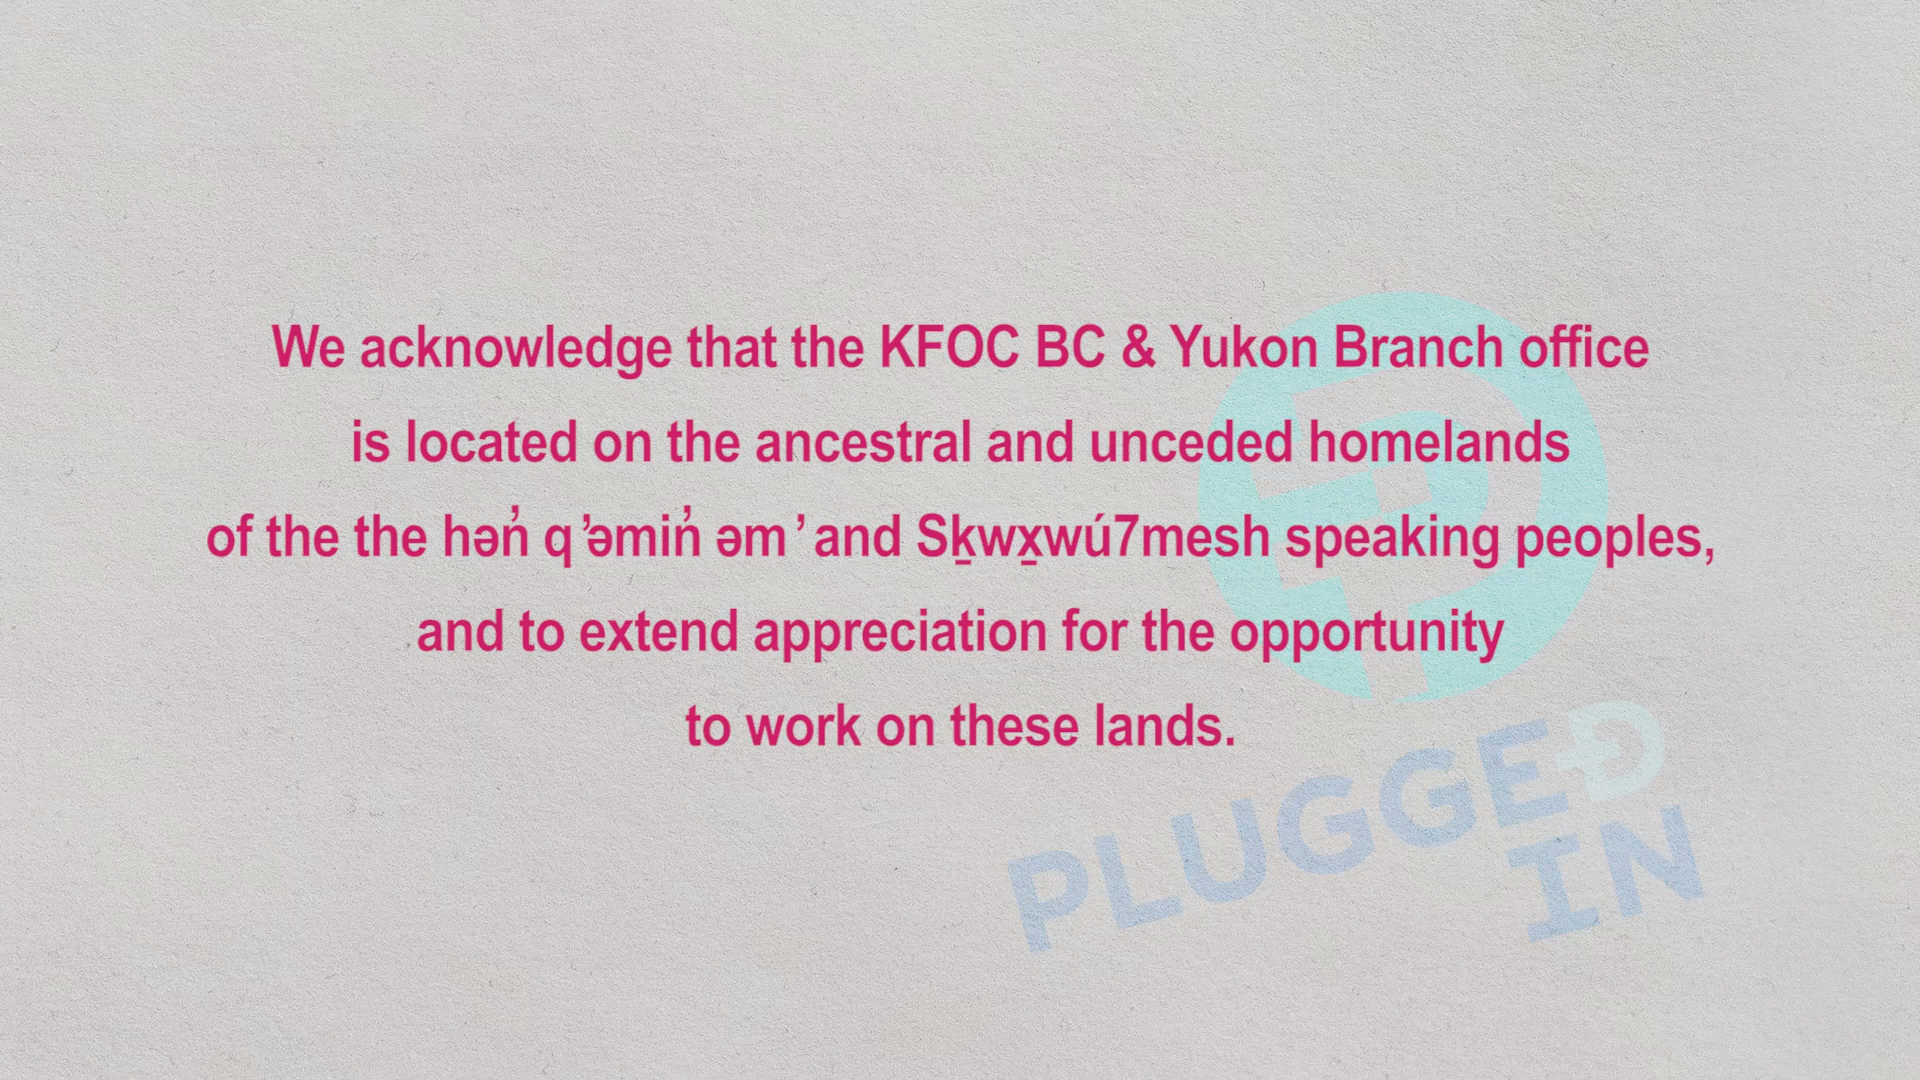 We acknowledge that the KFOC BC & Yukon Branch office
is located on the ancestral and unceded homelands
of the the hən̓ q ̓əmin̓ əm ̓ and Sḵwx̱wú7mesh speaking peoples,
and to extend appreciation for the opportunity
to work on these lands.
PLUGGED
IN